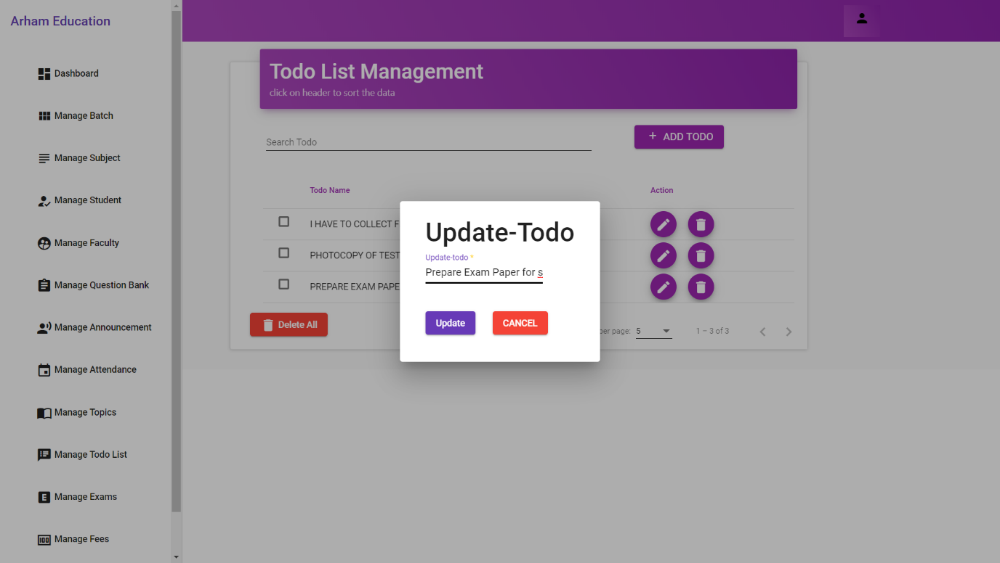 Arham Education
Dashboard
Manage Batch
Manage Subject
Manage Student
Manage Faculty
Manage Question Bank
Manage Announcement
Manage Attendance
Manage Topics
Manage Todo List
Manage Exams
Manage Fees
Todo List Management
click on header to sort the data
Search Todo
+ ADD TODO
Todo Name Action
I HAVE TO COLLECT
PHOTOCOPY OF TEST
PREPARE EXAM PAPE
Delete All
per page: 5 1 – 3 of 3
Update-Todo
Update-todo *
Prepare Exam Paper for s
Update CANCEL